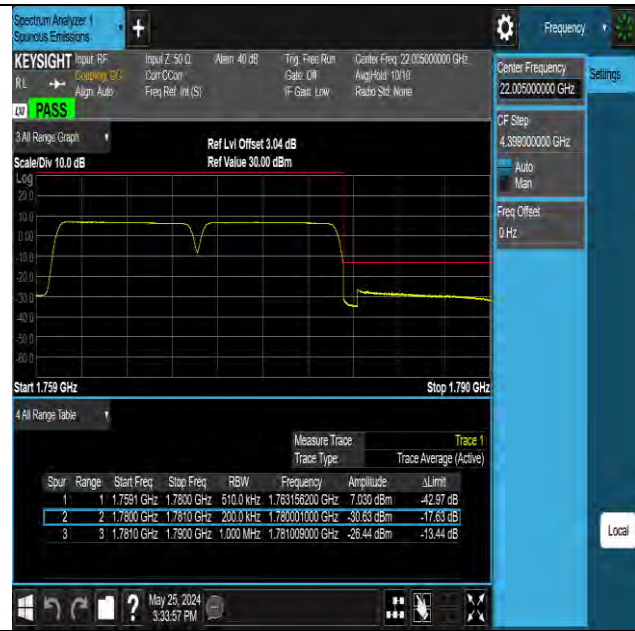 Spectrum Analyzer 1
Spurious Emissions
Frequency
KEYSIGHT Input: RF Input Z: 50 Ω Atten: 40 dB Trig: Free Run Center Freq: 22.005000000 GHz
RL Coupling: DC Corr CCorr Gate: Off Avg|Hold: 10/10
Align: Auto Freq Ref: Int (S) IF Gain: Low Radio Std: None
PASS
Center Frequency
22.005000000 GHz
Settings
CF Step
4.399000000 GHz
Auto
Man
Freq Offset
0 Hz
3 All Range Graph
Ref Lvl Offset 3.04 dB
Scale/Div 10.0 dB Ref Value 30.00 dBm
Log
20.0
10.0
0.00
-10.0
-20.0
-30.0
-40.0
-50.0
-60.0
Start 1.759 GHz Stop 1.790 GHz
4 All Range Table
Measure Trace Trace 1
Trace Type Trace Average (Active)
Spur Range Start Freq Stop Freq RBW Frequency Amplitude ΔLimit
1 1 1.7591 GHz 1.7800 GHz 510.0 kHz 1.763156200 GHz 7.030 dBm -42.97 dB
2 2 1.7800 GHz 1.7810 GHz 200.0 kHz 1.780001000 GHz -30.63 dBm -17.63 dB
3 3 1.7810 GHz 1.7900 GHz 1.000 MHz 1.781009000 GHz -26.44 dBm -13.44 dB
Local
May 25, 2024
3:33:57 PM